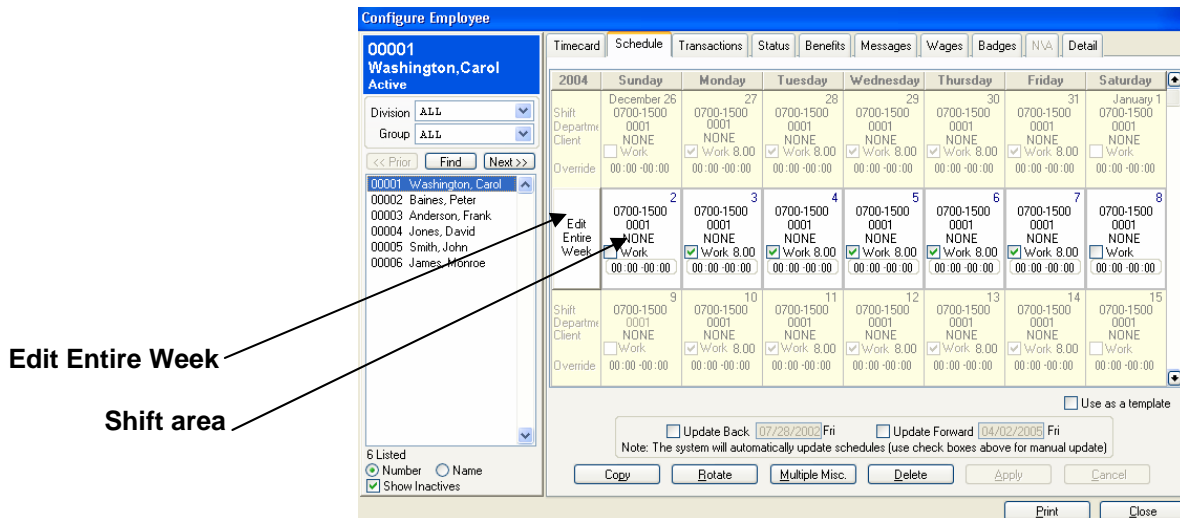 Configure Employee
00001
Washington,Carol
Active
Division ALL
Group ALL
<< Prior Find Next >>
00001 Washington, Carol
00002 Baines, Peter
00003 Anderson, Frank
00004 Jones, David
00005 Smith, John
00006 James, Monroe
6 Listed
Number Name
Show Inactives
Timecard Schedule Transactions Status Benefits Messages Wages Badges N\A Detail
2004 Sunday Monday Tuesday Wednesday Thursday Friday Saturday
December 26 27 28 29 30 31 January 1
Shift 0700-1500 0700-1500 0700-1500 0700-1500 0700-1500 0700-1500 0700-1500
Departme 0001 0001 0001 0001 0001 0001 0001
Client NONE NONE NONE NONE NONE NONE NONE
Work Work 8.00 Work 8.00 Work 8.00 Work 8.00 Work 8.00 Work
Override 00:00 -00:00 00:00 -00:00 00:00 -00:00 00:00 -00:00 00:00 -00:00 00:00 -00:00 00:00 -00:00
2 3 4 5 6 7 8
0700-1500 0700-1500 0700-1500 0700-1500 0700-1500 0700-1500 0700-1500
Edit 0001 0001 0001 0001 0001 0001 0001
Entire NONE NONE NONE NONE NONE NONE NONE
Week Work Work 8.00 Work 8.00 Work 8.00 Work 8.00 Work 8.00 Work
00:00 -00:00 00:00 -00:00 00:00 -00:00 00:00 -00:00 00:00 -00:00 00:00 -00:00 00:00 -00:00
9 10 11 12 13 14 15
Shift 0700-1500 0700-1500 0700-1500 0700-1500 0700-1500 0700-1500 0700-1500
Departme 0001 0001 0001 0001 0001 0001 0001
Client NONE NONE NONE NONE NONE NONE NONE
Work Work 8.00 Work 8.00 Work 8.00 Work 8.00 Work 8.00 Work
Override 00:00 -00:00 00:00 -00:00 00:00 -00:00 00:00 -00:00 00:00 -00:00 00:00 -00:00 00:00 -00:00
Use as a template
Update Back 07/28/2002 Fri Update Forward 04/02/2005 Fri
Note: The system will automatically update schedules (use check boxes above for manual update)
Copy Rotate Multiple Misc. Delete Apply Cancel
Print Close
Edit Entire Week
Shift area